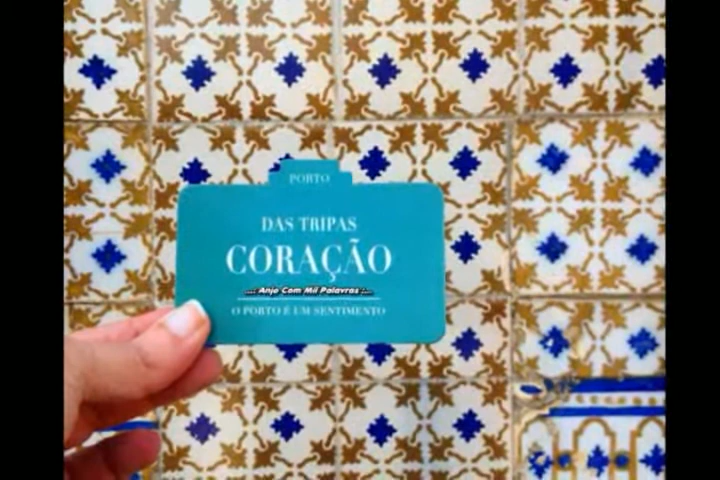 PORTO
DAS TRIPAS
CORAÇÃO
.... Anjo Com Mil Palavras ....
O PORTO É UM SENTIMENTO